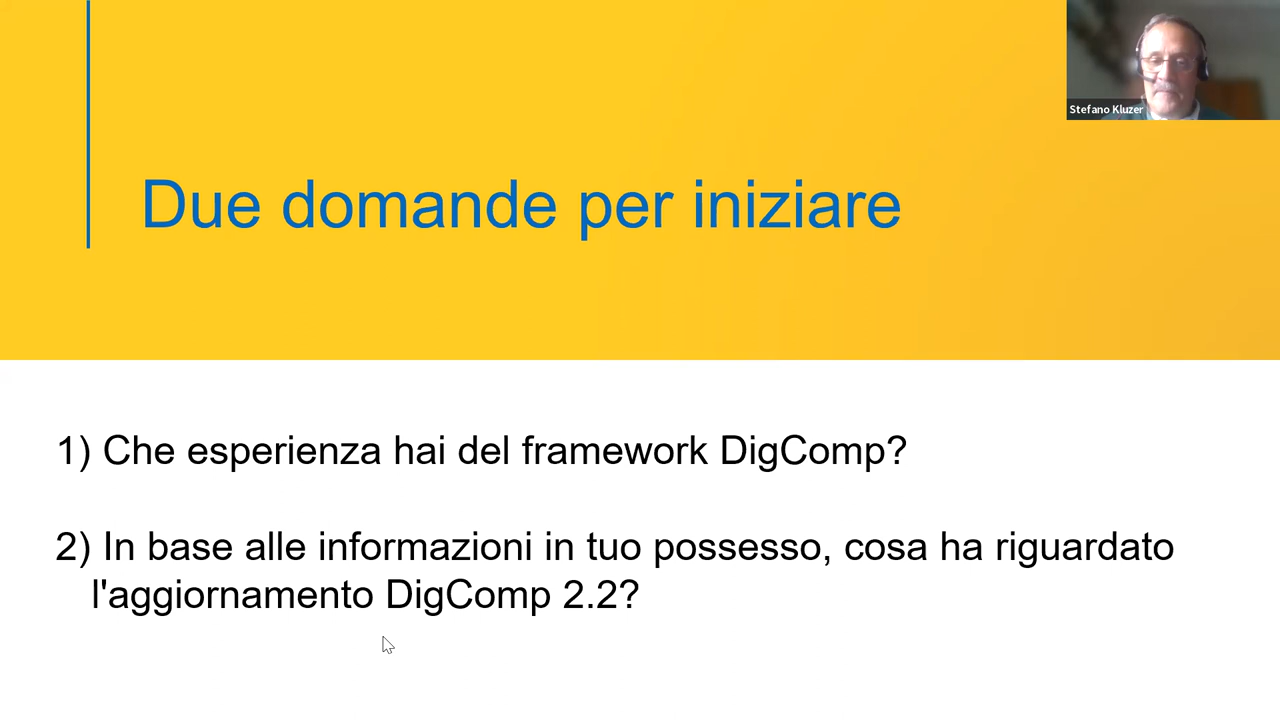 Stefano Kluzer
Due domande per iniziare
1) Che esperienza hai del framework DigComp?
2) In base alle informazioni in tuo possesso, cosa ha riguardato
l'aggiornamento DigComp 2.2?